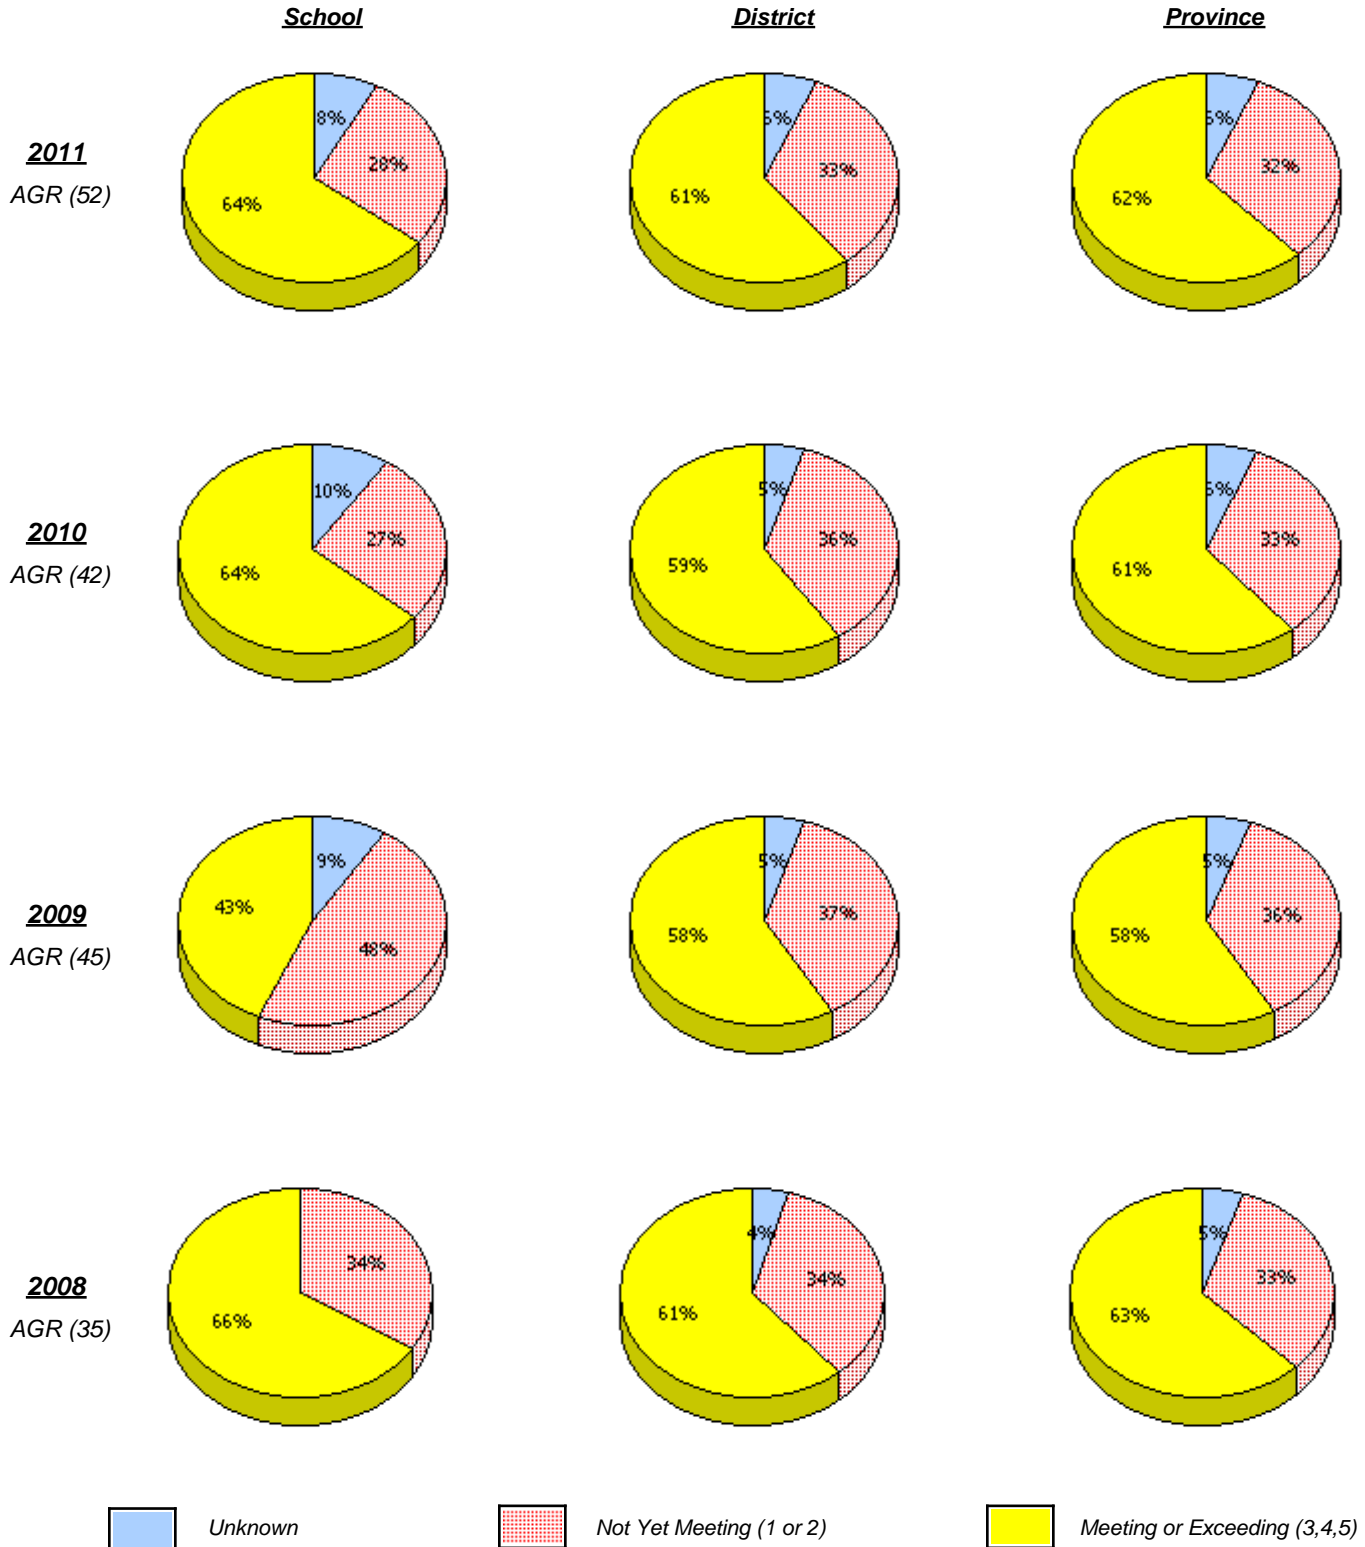 School District Province
2011
AGR (52)
8% 28% 64%
6% 33% 61%
6% 32% 62%
2010
AGR (42)
10% 27% 64%
5% 36% 59%
6% 33% 61%
2009
AGR (45)
9% 48% 43%
5% 37% 58%
5% 36% 58%
2008
AGR (35)
34% 66%
4% 34% 61%
5% 33% 63%
Unknown
Not Yet Meeting (1 or 2)
Meeting or Exceeding (3,4,5)